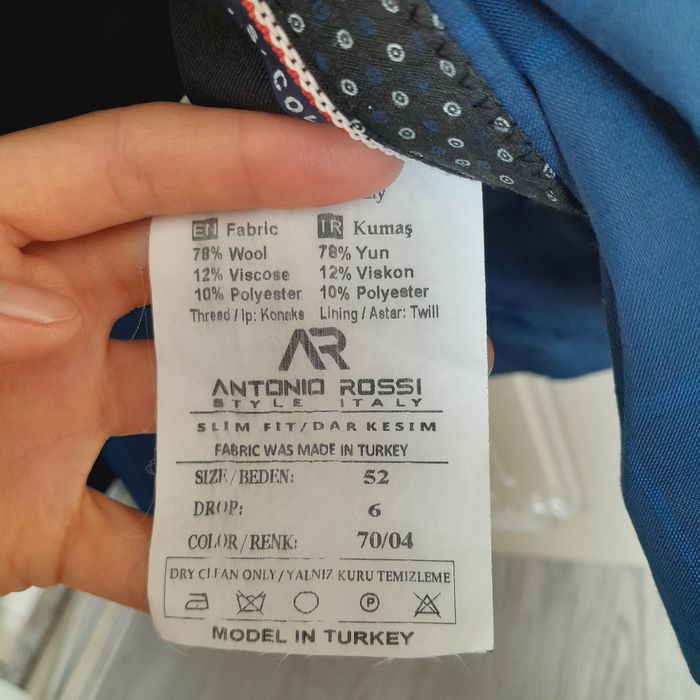 EN Fabric TR Kumaş
78% Wool 78% Yun
12% Viscose 12% Viskon
10% Polyester 10% Polyester
Thread / Ip: Konaks Lining / Astar: Twill
AR
ANTONIO ROSSI
STYLE ITALY
SLIM FIT/DAR KESIM
FABRIC WAS MADE IN TURKEY
SIZE/BEDEN: 52
DROP: 6
COLOR/RENK: 70/04
DRY CLEAN ONLY/YALNIZ KURU TEMIZLEME
P
MODEL IN TURKEY